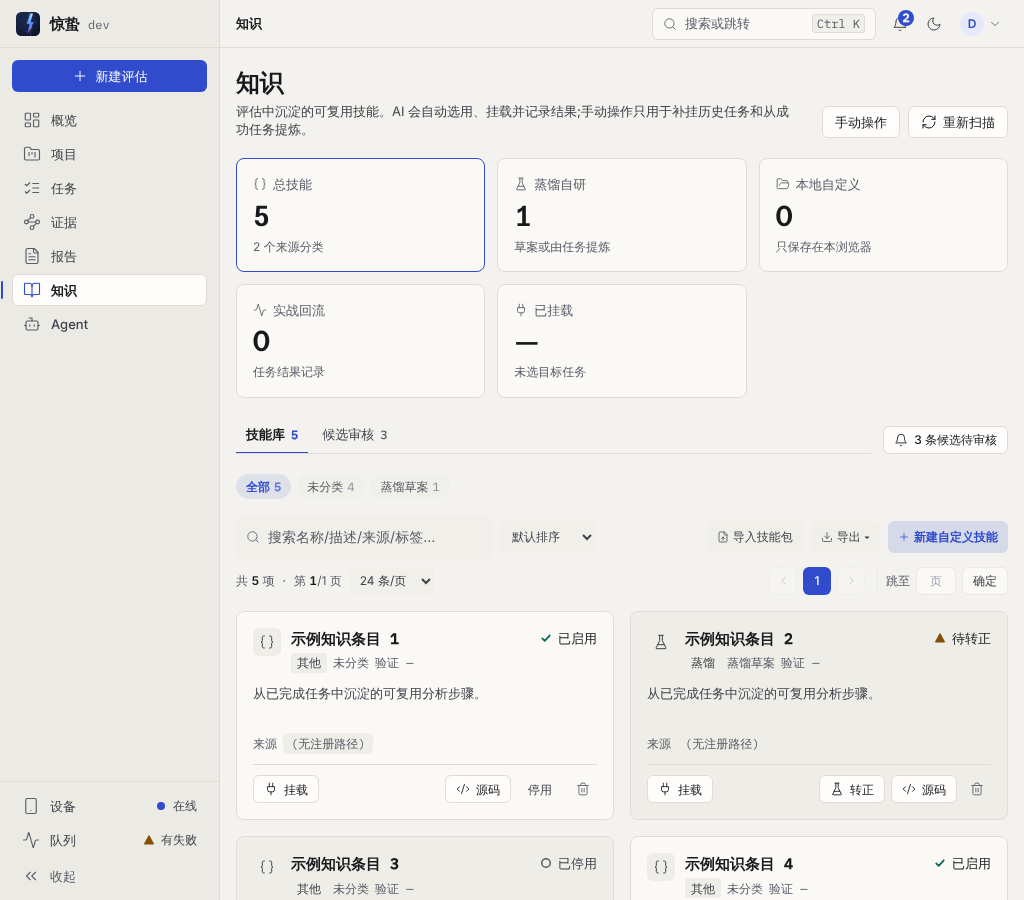 惊蛰 dev
知识
搜索或跳转 Ctrl K
2
D
新建评估
概览
项目
任务
证据
报告
知识
Agent
设备 在线
队列 有失败
收起
知识
评估中沉淀的可复用技能。AI 会自动选用、挂载并记录结果;手动操作只用于补挂历史任务和从成
功任务提炼。
手动操作
重新扫描
总技能
5
2 个来源分类
蒸馏自研
1
草案或由任务提炼
本地自定义
0
只保存在本浏览器
实战回流
0
任务结果记录
已挂载
—
未选目标任务
技能库 5
候选审核 3
3 条候选待审核
全部 5
未分类 4
蒸馏草案 1
搜索名称/描述/来源/标签...
默认排序
导入技能包
导出
新建自定义技能
共 5 项 · 第 1/1 页
24 条/页
1
跳至 页 确定
示例知识条目 1 已启用
其他 未分类 验证 —
从已完成任务中沉淀的可复用分析步骤。
来源 (无注册路径)
挂载 源码 停用
示例知识条目 2 待转正
蒸馏 蒸馏草案 验证 —
从已完成任务中沉淀的可复用分析步骤。
来源 (无注册路径)
挂载 转正 源码
示例知识条目 3 已停用
其他 未分类 验证 —
示例知识条目 4 已启用
其他 未分类 验证 —